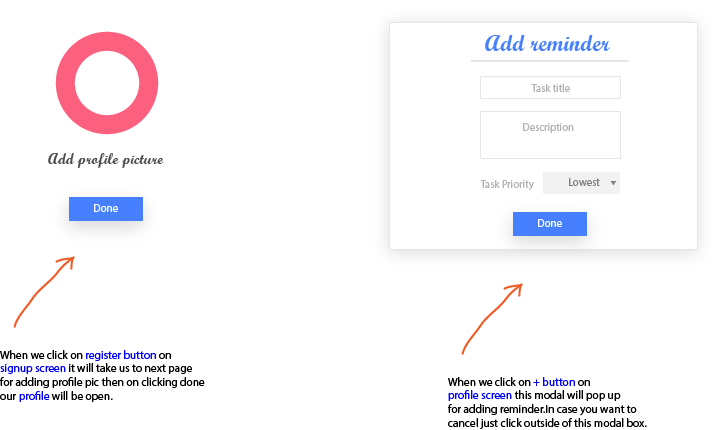 Add profile picture
Done
When we click on register button on
signup screen it will take us to next page
for adding profile pic then on clicking done
our profile will be open.
Add reminder
Task title
Description
Task Priority Lowest
Done
When we click on + button on
profile screen this modal will pop up
for adding reminder.In case you want to
cancel just click outside of this modal box.